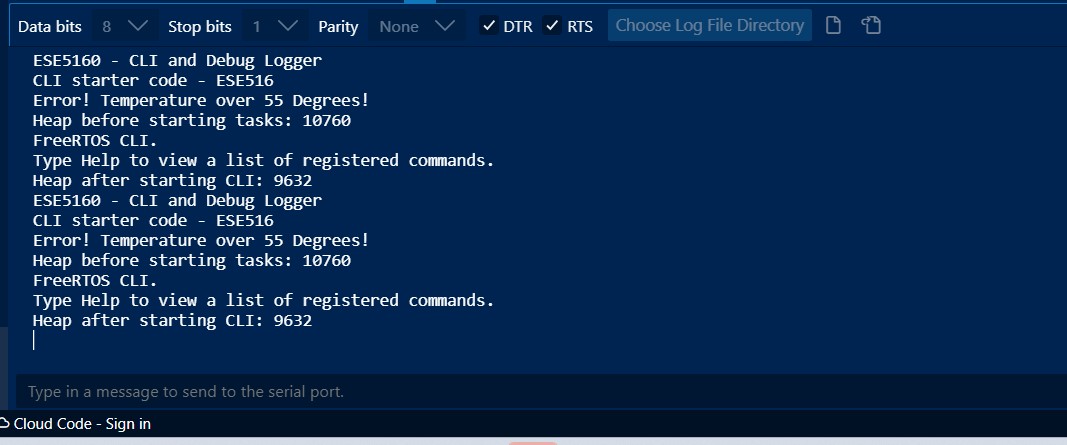 Data bits 8 Stop bits 1 Parity None DTR RTS Choose Log File Directory
ESE5160 - CLI and Debug Logger
CLI starter code - ESE516
Error! Temperature over 55 Degrees!
Heap before starting tasks: 10760
FreeRTOS CLI.
Type Help to view a list of registered commands.
Heap after starting CLI: 9632
ESE5160 - CLI and Debug Logger
CLI starter code - ESE516
Error! Temperature over 55 Degrees!
Heap before starting tasks: 10760
FreeRTOS CLI.
Type Help to view a list of registered commands.
Heap after starting CLI: 9632
Type in a message to send to the serial port.
Cloud Code - Sign in